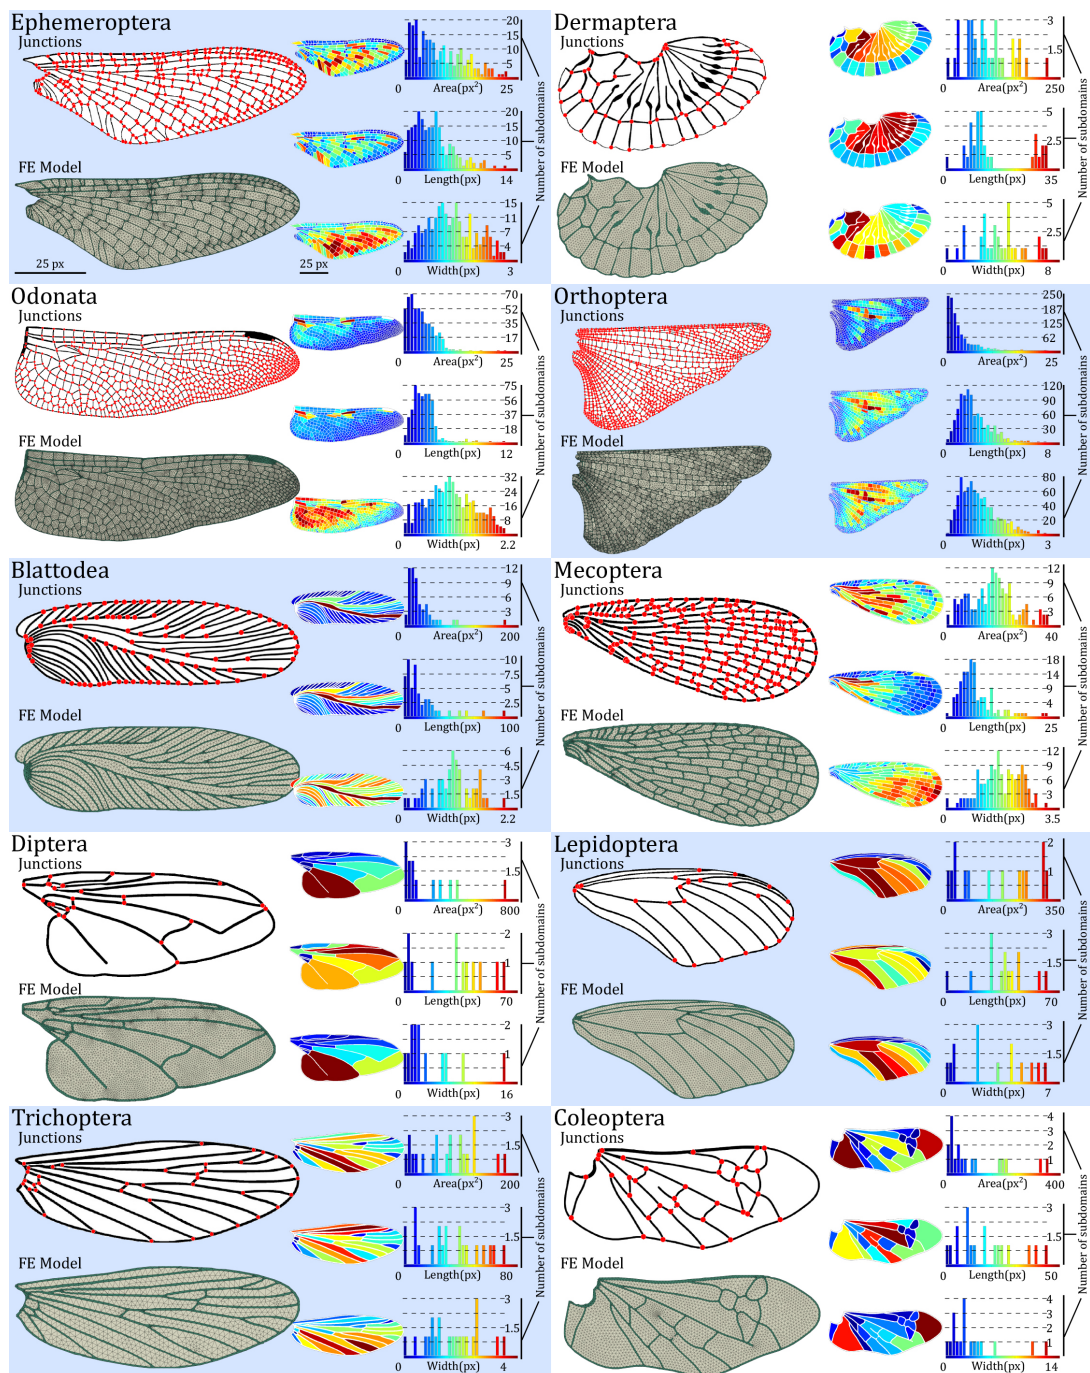 Ephemeroptera
Junctions
20
15
10
5
0 Area(px²) 25
20
15
10
5
0 Length(px) 14
FE Model
15
11
7
4
0 Width(px) 3
25 px
25 px
Number of subdomains
Dermaptera
Junctions
3
1.5
0 Area(px²) 250
5
2.5
0 Length(px) 35
FE Model
5
2.5
0 Width(px) 8
Number of subdomains
Odonata
Junctions
70
52
35
17
0 Area(px²) 25
75
56
37
18
0 Length(px) 12
FE Model
32
24
16
8
0 Width(px) 2.2
Number of subdomains
Orthoptera
Junctions
250
187
125
62
0 Area(px²) 25
120
90
60
30
0 Length(px) 8
FE Model
80
60
40
20
0 Width(px) 3
Number of subdomains
Blattodea
Junctions
12
9
6
3
0 Area(px²) 200
10
7.5
5
2.5
0 Length(px) 100
FE Model
6
4.5
3
1.5
0 Width(px) 2.2
Number of subdomains
Mecoptera
Junctions
12
9
6
3
0 Area(px²) 40
18
14
9
4
0 Length(px) 25
FE Model
12
9
6
3
0 Width(px) 3.5
Number of subdomains
Diptera
Junctions
3
1.5
0 Area(px²) 800
2
1
0 Length(px) 70
FE Model
2
1
0 Width(px) 16
Number of subdomains
Lepidoptera
Junctions
2
1
0 Area(px²) 350
3
1.5
0 Length(px) 70
FE Model
3
1.5
0 Width(px) 7
Number of subdomains
Trichoptera
Junctions
3
1.5
0 Area(px²) 200
3
1.5
0 Length(px) 80
FE Model
3
1.5
0 Width(px) 4
Number of subdomains
Coleoptera
Junctions
4
3
2
1
0 Area(px²) 400
3
1.5
0 Length(px) 50
FE Model
4
3
2
1
0 Width(px) 14
Number of subdomains